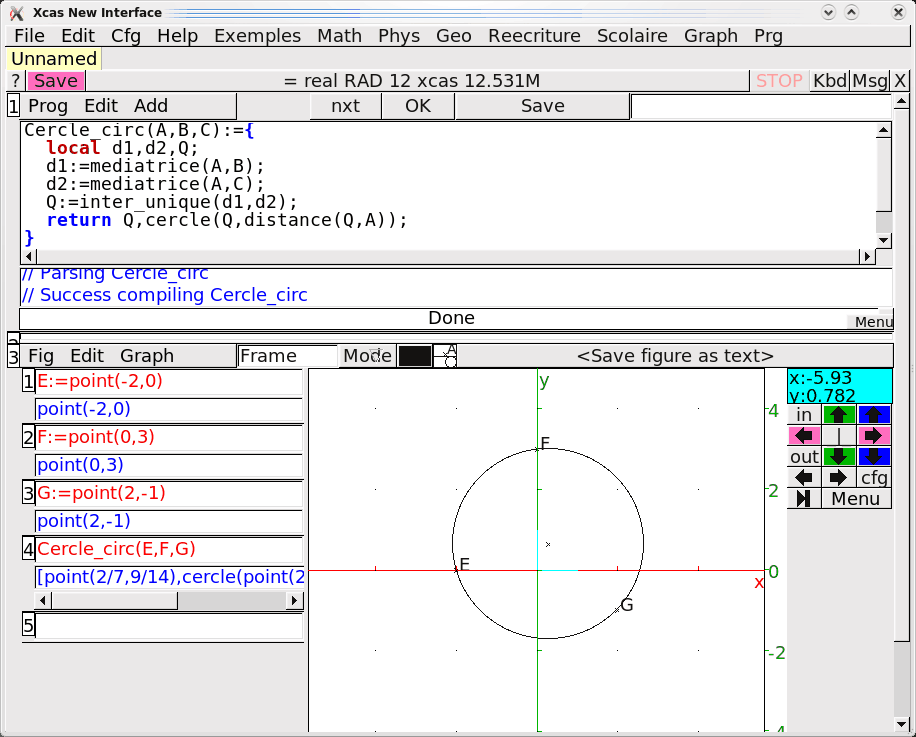 Xcas New Interface
File Edit Cfg Help Exemples Math Phys Geo Reecriture Scolaire Graph Prg
Unnamed
? Save = real RAD 12 xcas 12.531M STOP Kbd Msg X
1 Prog Edit Add nxt OK Save
Cercle_circ(A,B,C):={
local d1,d2,Q;
d1:=mediatrice(A,B);
d2:=mediatrice(A,C);
Q:=inter_unique(d1,d2);
return Q,cercle(Q,distance(Q,A));
}
// Parsing Cercle_circ
// Success compiling Cercle_circ
Done
Menu
2
3 Fig Edit Graph Frame Mode A <Save figure as text>
1 E:=point(-2,0)
point(-2,0)
2 F:=point(0,3)
point(0,3)
3 G:=point(2,-1)
point(2,-1)
4 Cercle_circ(E,F,G)
[point(2/7,9/14),cercle(point(2
5
y
4
2
0
x
-2
-4
F
E
G
x:-5.93
y:0.782
in
out
cfg
Menu